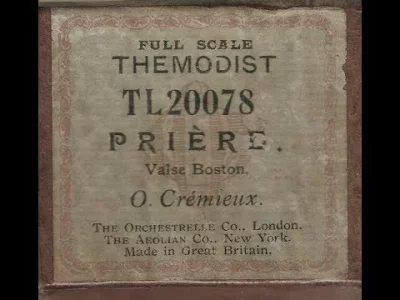 FULL SCALE
THEMODIST
TL20078
PRIÈRE.
Valse Boston.
O. Crémieux.
THE ORCHESTRELLE CO., LONDON.
THE AEOLIAN CO., NEW YORK.
Made in Great Britain.